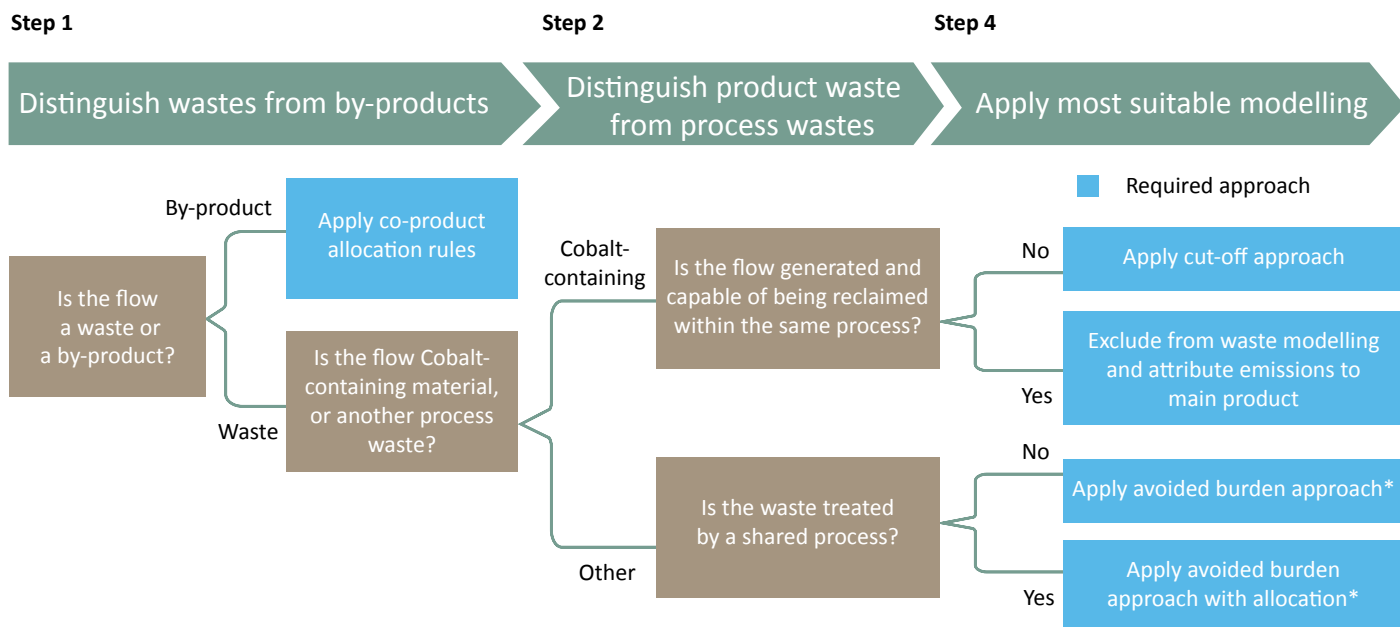 Step 1
Step 2
Step 4
Distinguish wastes from by-products
Distinguish product waste
from process wastes
Apply most suitable modelling
Required approach
By-product
Apply co-product
allocation rules
Is the flow
a waste or
a by-product?
Waste
Is the flow Cobalt-
containing material,
or another process
waste?
Cobalt-
containing
Is the flow generated and
capable of being reclaimed
within the same process?
No
Apply cut-off approach
Yes
Exclude from waste modelling
and attribute emissions to
main product
Other
Is the waste treated
by a shared process?
No
Apply avoided burden approach*
Yes
Apply avoided burden
approach with allocation*